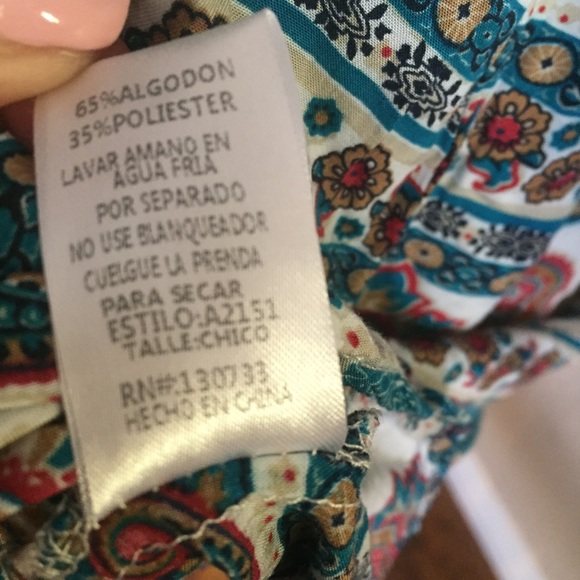 65%ALGODON
35%POLIESTER
LAVAR AMANO EN
AGUA FRIA
POR SEPARADO
NO USE BLANQUEADOR
CUELGUE LA PRENDA
PARA SECAR
ESTILO:A2151
TALLE:CHICO
RN#:130733
HECHO EN CHINA